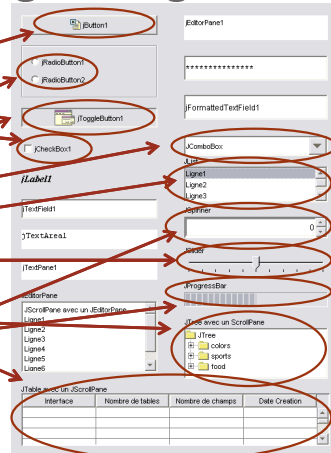 jButton1
jEditorPane1
jRadioButton1
jRadioButton2
***************
jToggleButton1
jFormattedTextField1
jCheckBox1
JComboBox
JList
Ligne1
Ligne2
Ligne3
jLabel1
jTextField1
JSpinner
0
jTextArea1
JSlider
jTextPane1
JProgressBar
JEditorPane
JScrollPane avec un JEditorPane
Ligne1
Ligne2
Ligne3
Ligne4
Ligne5
Ligne6
JTree avec un ScrollPane
JTree
colors
sports
food
JTable avec un JScrollPane
Interface
Nombre de tables
Nombre de champs
Date Creation